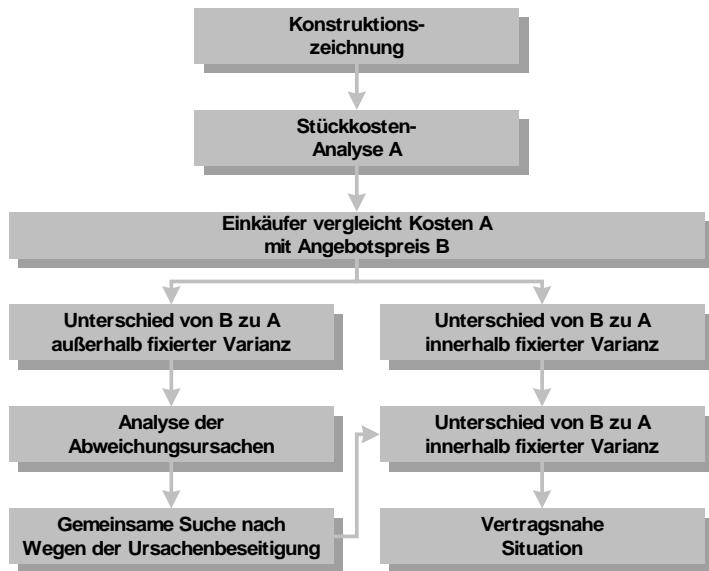 Konstruktions-
zeichnung
Stückkosten-
Analyse A
Einkäufer vergleicht Kosten A
mit Angebotspreis B
Unterschied von B zu A
außerhalb fixierter Varianz
Unterschied von B zu A
innerhalb fixierter Varianz
Analyse der
Abweichungsursachen
Unterschied von B zu A
innerhalb fixierter Varianz
Gemeinsame Suche nach
Wegen der Ursachenbeseitigung
Vertragsnahe
Situation